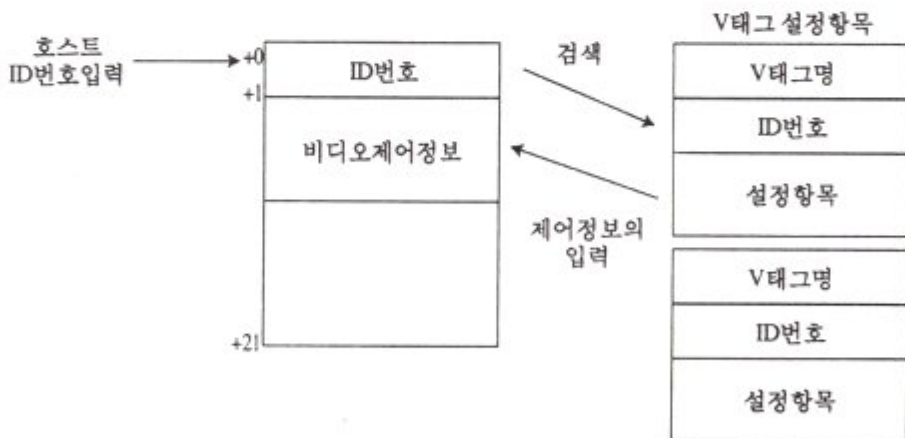 호스트
ID번호입력
+0
ID번호
+1
비디오제어정보
+21
검색
제어정보의
입력
V태그 설정항목
V태그명
ID번호
설정항목
V태그명
ID번호
설정항목